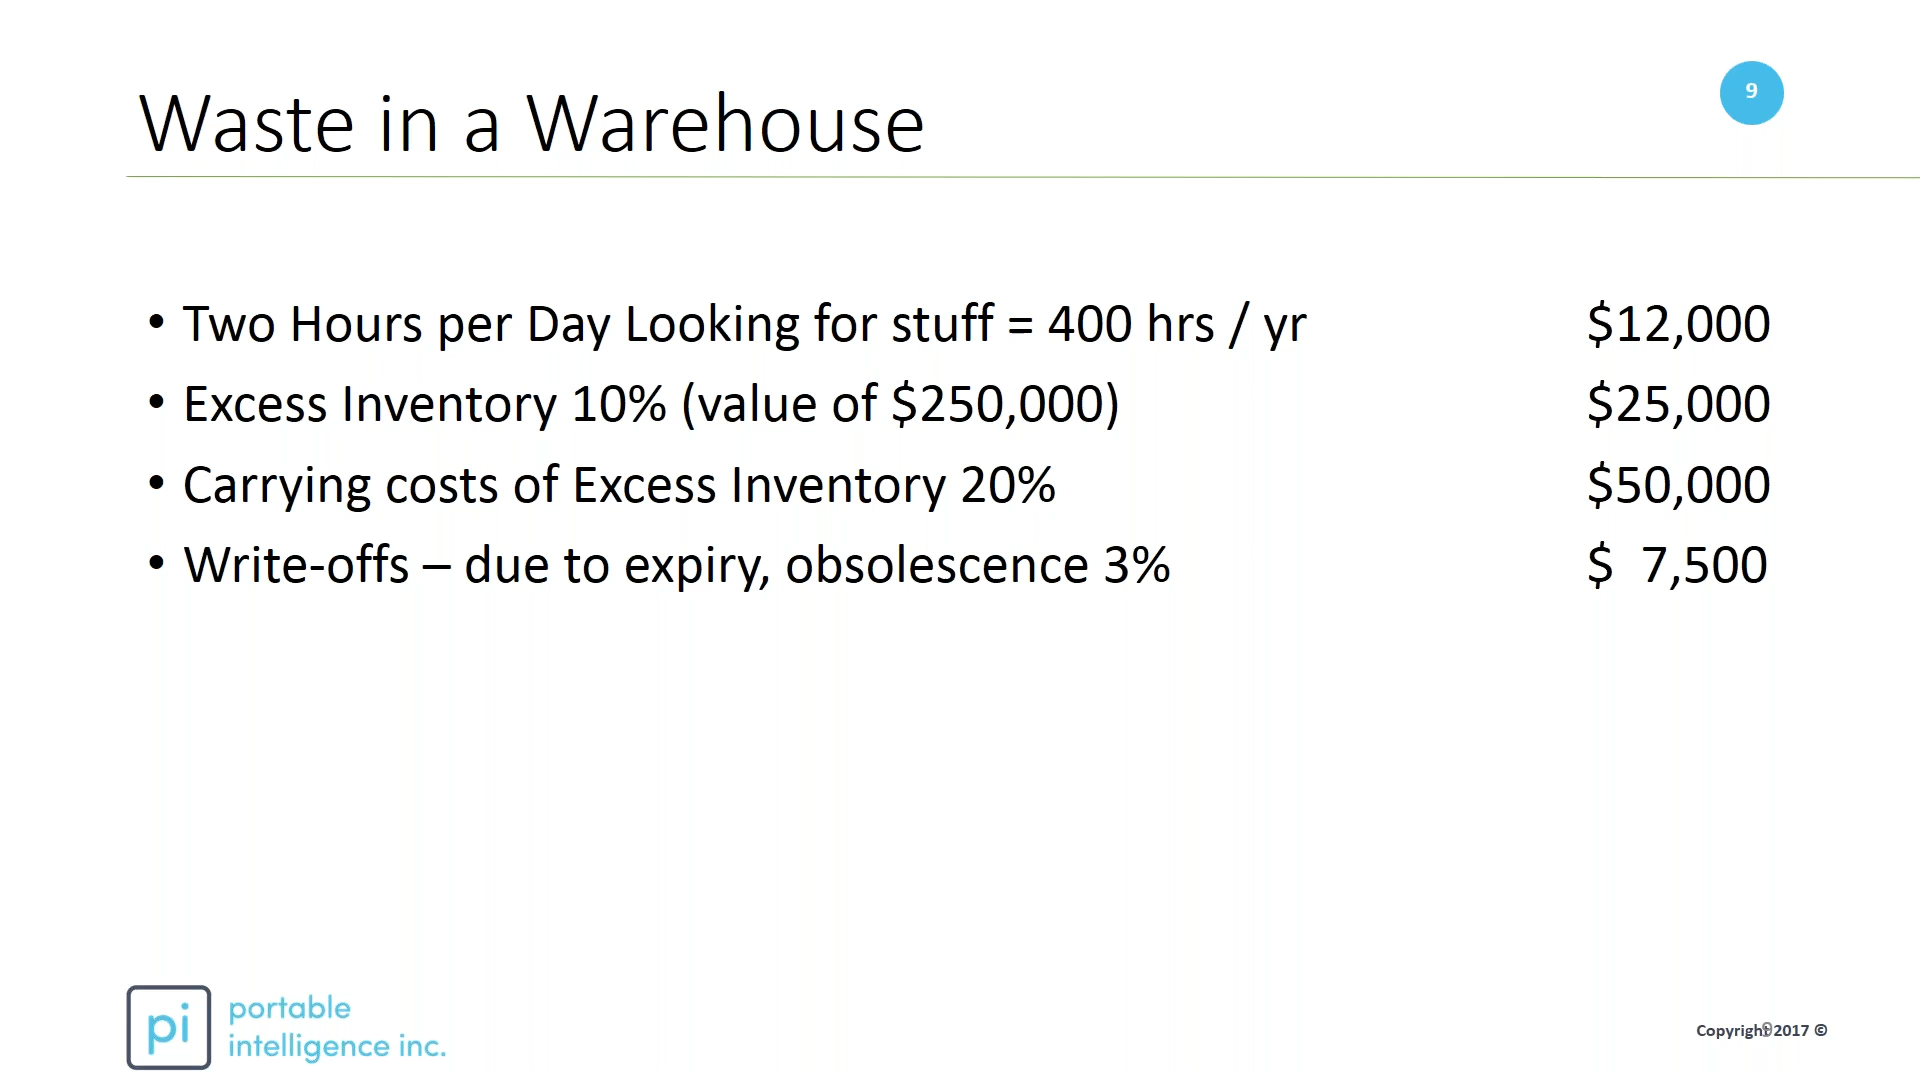 Waste in a Warehouse
9
• Two Hours per Day Looking for stuff = 400 hrs / yr $12,000
• Excess Inventory 10% (value of $250,000) $25,000
• Carrying costs of Excess Inventory 20% $50,000
• Write-offs – due to expiry, obsolescence 3% $ 7,500
pi
portable
intelligence inc.
Copyright 2017 ©
9